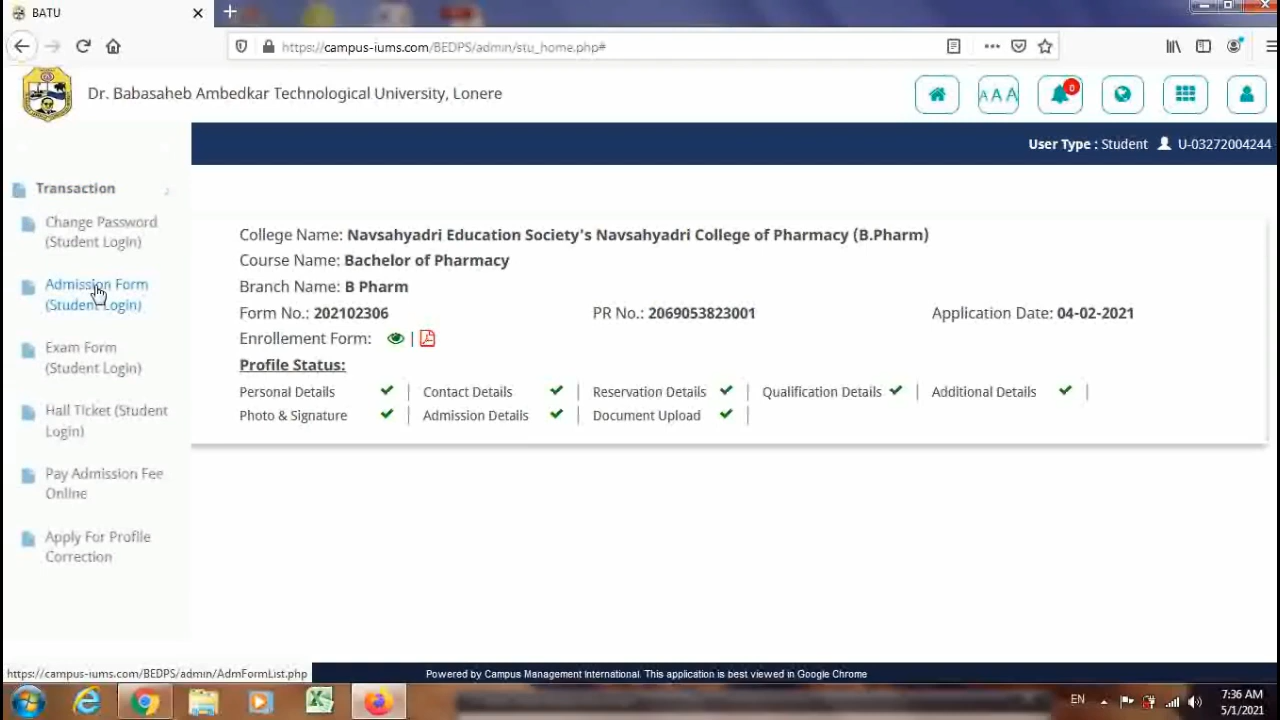 BATU
https://campus-iums.com/BEDPS/admin/stu_home.php#
Dr. Babasaheb Ambedkar Technological University, Lonere
A A A
0
User Type : Student U-03272004244
Transaction
Change Password
(Student Login)
Admission Form
(Student Login)
Exam Form
(Student Login)
Hall Ticket (Student
Login)
Pay Admission Fee
Online
Apply For Profile
Correction
College Name: Navsahyadri Education Society's Navsahyadri College of Pharmacy (B.Pharm)
Course Name: Bachelor of Pharmacy
Branch Name: B Pharm
Form No.: 202102306 PR No.: 2069053823001 Application Date: 04-02-2021
Enrollement Form: |
Profile Status:
Personal Details | Contact Details | Reservation Details | Qualification Details | Additional Details |
Photo & Signature | Admission Details | Document Upload |
https://campus-iums.com/BEDPS/admin/AdmFormList.php
Powered by Campus Management International. This application is best viewed in Google Chrome
EN
7:36 AM
5/1/2021